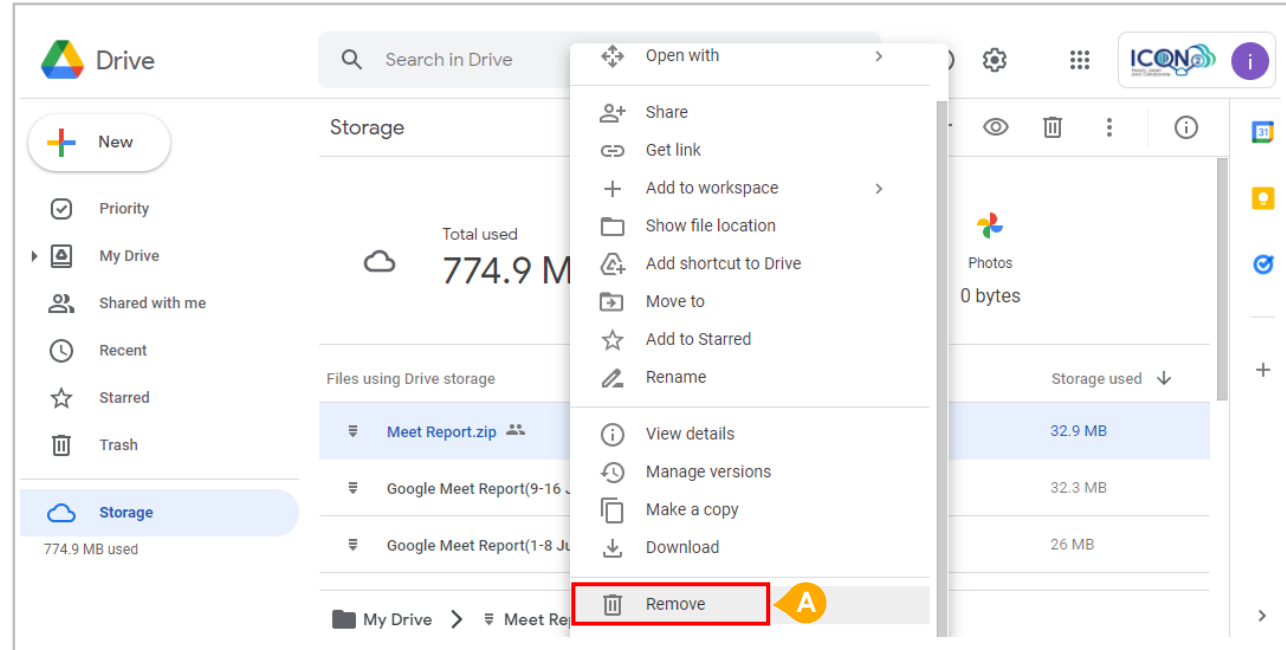 Drive
Search in Drive
ICON2
i
New
Priority
My Drive
Shared with me
Recent
Starred
Trash
Storage
774.9 MB used
Storage
Total used
774.9 M
Photos
0 bytes
Files using Drive storage
Storage used
Meet Report.zip
32.9 MB
Google Meet Report(9-16 J
32.3 MB
Google Meet Report(1-8 Ju
26 MB
My Drive
Meet Re
Open with
Share
Get link
Add to workspace
Show file location
Add shortcut to Drive
Move to
Add to Starred
Rename
View details
Manage versions
Make a copy
Download
Remove
A
31